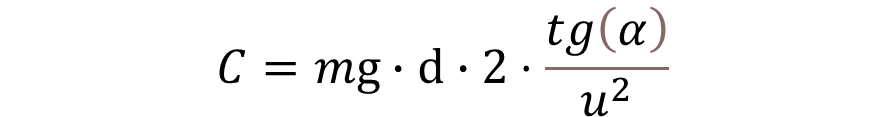 C = mg · d · 2 · tg(α)/u²